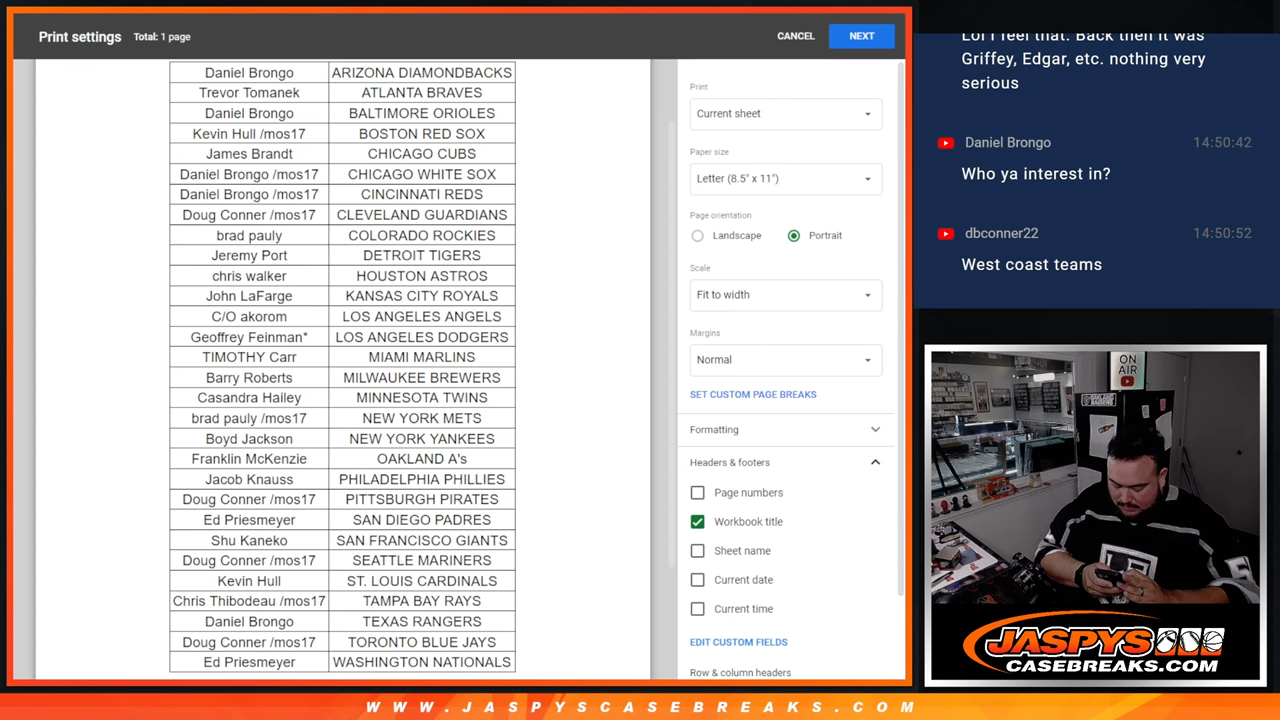 Print settings Total: 1 page CANCEL NEXT
Daniel Brongo ARIZONA DIAMONDBACKS
Trevor Tomanek ATLANTA BRAVES
Daniel Brongo BALTIMORE ORIOLES
Kevin Hull /mos17 BOSTON RED SOX
James Brandt CHICAGO CUBS
Daniel Brongo /mos17 CHICAGO WHITE SOX
Daniel Brongo /mos17 CINCINNATI REDS
Doug Conner /mos17 CLEVELAND GUARDIANS
brad pauly COLORADO ROCKIES
Jeremy Port DETROIT TIGERS
chris walker HOUSTON ASTROS
John LaFarge KANSAS CITY ROYALS
C/O akorom LOS ANGELES ANGELS
Geoffrey Feinman* LOS ANGELES DODGERS
TIMOTHY Carr MIAMI MARLINS
Barry Roberts MILWAUKEE BREWERS
Casandra Hailey MINNESOTA TWINS
brad pauly /mos17 NEW YORK METS
Boyd Jackson NEW YORK YANKEES
Franklin McKenzie OAKLAND A's
Jacob Knauss PHILADELPHIA PHILLIES
Doug Conner /mos17 PITTSBURGH PIRATES
Ed Priesmeyer SAN DIEGO PADRES
Shu Kaneko SAN FRANCISCO GIANTS
Doug Conner /mos17 SEATTLE MARINERS
Kevin Hull ST. LOUIS CARDINALS
Chris Thibodeau /mos17 TAMPA BAY RAYS
Daniel Brongo TEXAS RANGERS
Doug Conner /mos17 TORONTO BLUE JAYS
Ed Priesmeyer WASHINGTON NATIONALS
Print
Current sheet
Paper size
Letter (8.5" x 11")
Page orientation
Landscape Portrait
Scale
Fit to width
Margins
Normal
SET CUSTOM PAGE BREAKS
Formatting
Headers & footers
Page numbers
Workbook title
Sheet name
Current date
Current time
EDIT CUSTOM FIELDS
Row & column headers
Lol I feel that. Back then it was
Griffey, Edgar, etc. nothing very
serious
Daniel Brongo 14:50:42
Who ya interest in?
dbconner22 14:50:52
West coast teams
ON
AIR
JASPYS
CASEBREAKS.COM
WWW.JASPYSCASEBREAKS.COM